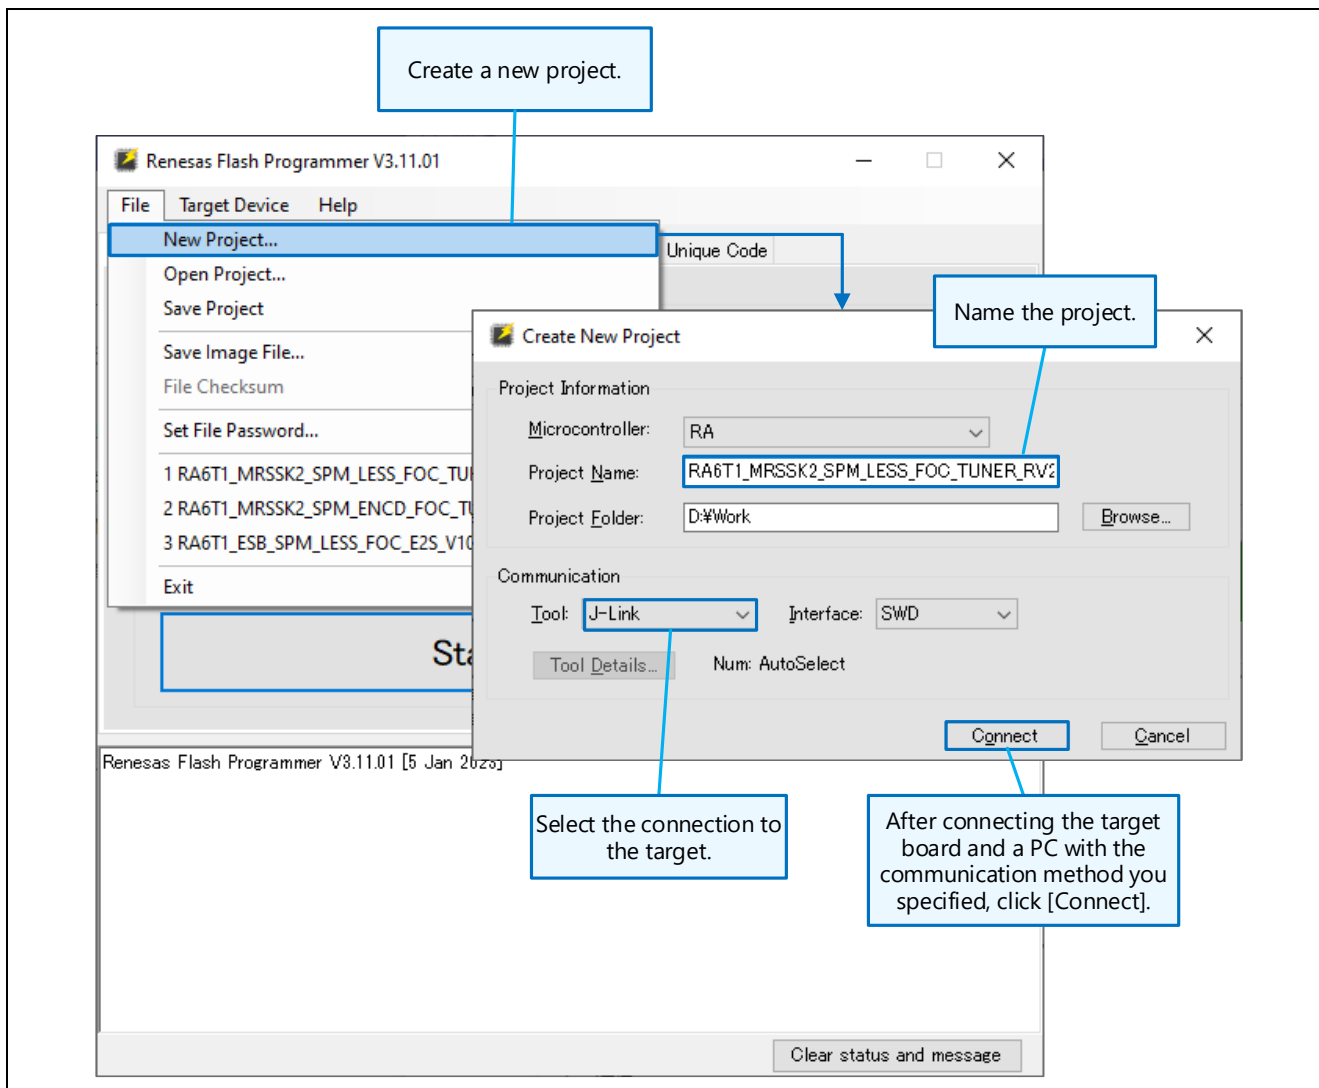 Create a new project.
Renesas Flash Programmer V3.11.01
File Target Device Help
New Project...
Unique Code
Open Project...
Save Project
Save Image File...
File Checksum
Set File Password...
1 RA6T1_MRSSK2_SPM_LESS_FOC_TU
2 RA6T1_MRSSK2_SPM_ENCD_FOC_T
3 RA6T1_ESB_SPM_LESS_FOC_E2S_V10
Exit
Sta
Name the project.
Create New Project
Project Information
Microcontroller: RA
Project Name: RA6T1_MRSSK2_SPM_LESS_FOC_TUNER_RV2
Project Folder: D:¥Work Browse...
Communication
Tool: J-Link Interface: SWD
Tool Details... Num: AutoSelect
Connect Cancel
Renesas Flash Programmer V3.11.01 [5 Jan 2023]
Select the connection to
the target.
After connecting the target
board and a PC with the
communication method you
specified, click [Connect].
Clear status and message